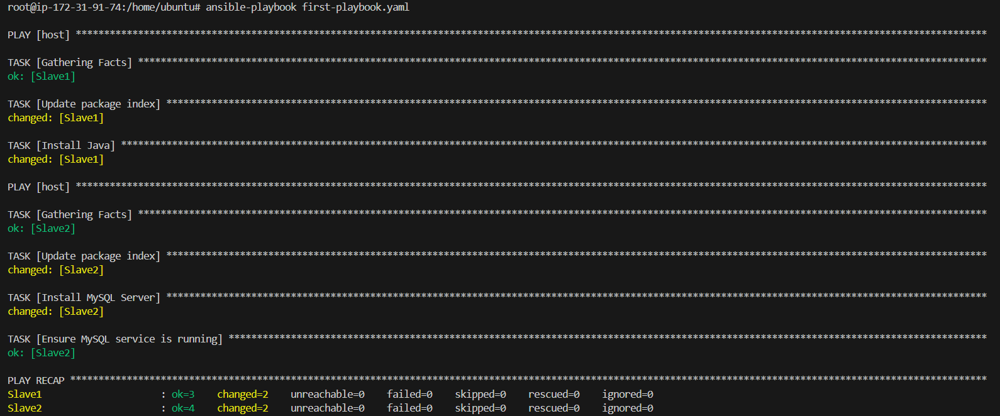 root@ip-172-31-91-74:/home/ubuntu# ansible-playbook first-playbook.yaml
PLAY [host] *****************************************************************************************************************************************************************
TASK [Gathering Facts] ******************************************************************************************************************************************************
ok: [Slave1]
TASK [Update package index] *************************************************************************************************************************************************
changed: [Slave1]
TASK [Install Java] *********************************************************************************************************************************************************
changed: [Slave1]
PLAY [host] *****************************************************************************************************************************************************************
TASK [Gathering Facts] ******************************************************************************************************************************************************
ok: [Slave2]
TASK [Update package index] *************************************************************************************************************************************************
changed: [Slave2]
TASK [Install MySQL Server] *************************************************************************************************************************************************
changed: [Slave2]
TASK [Ensure MySQL service is running] **************************************************************************************************************************************
ok: [Slave2]
PLAY RECAP ******************************************************************************************************************************************************************
Slave1                     : ok=3    changed=2    unreachable=0    failed=0    skipped=0    rescued=0    ignored=0
Slave2                     : ok=4    changed=2    unreachable=0    failed=0    skipped=0    rescued=0    ignored=0